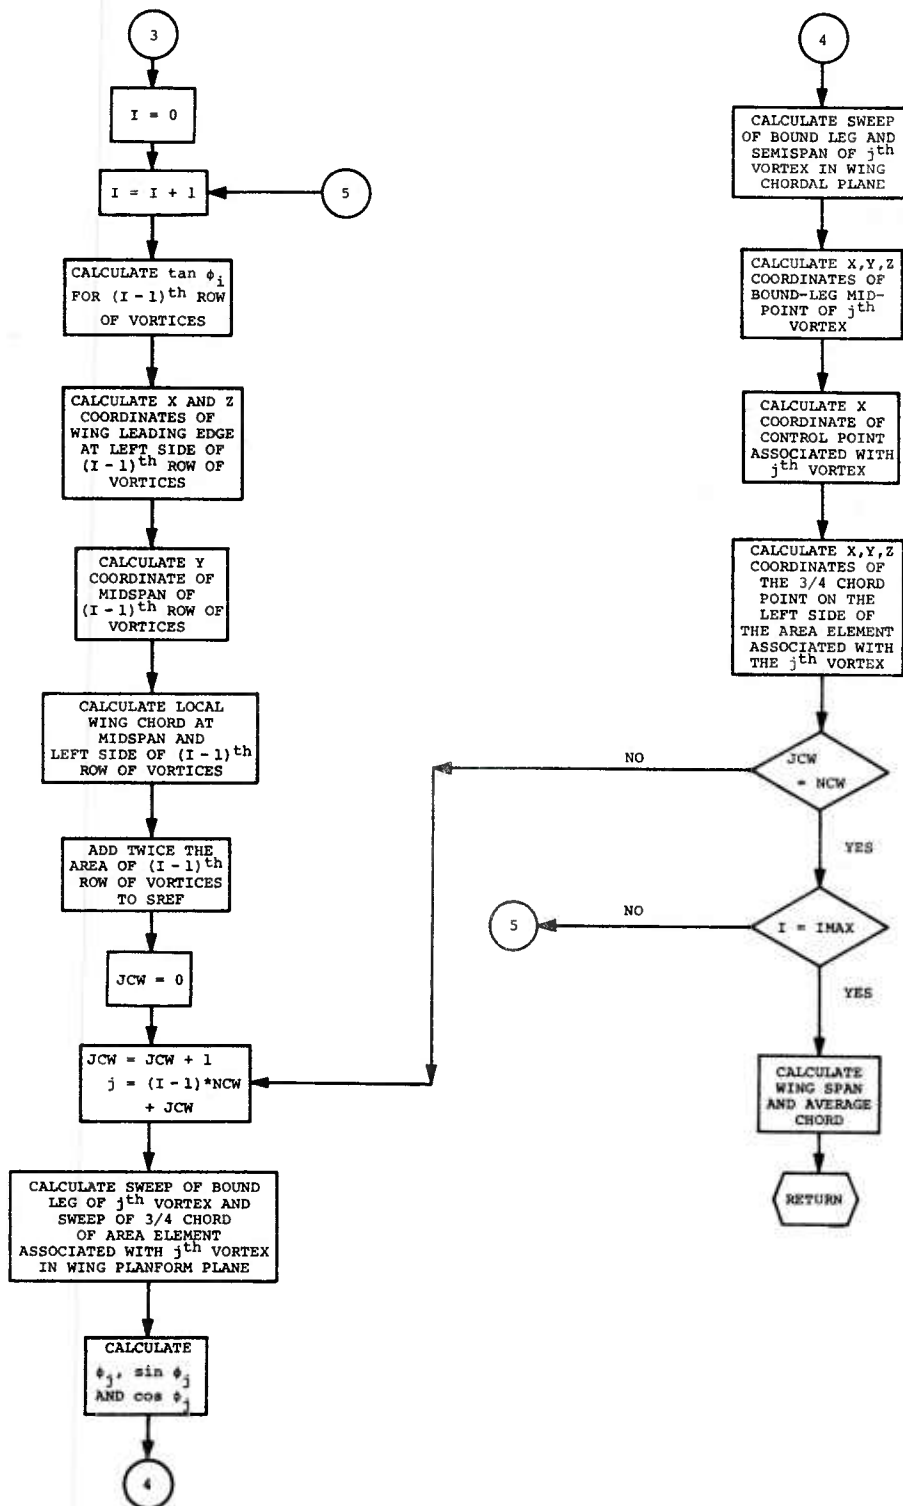 3
I = 0
I = I + 1
5
CALCULATE tan ϕi
FOR (I - 1)th ROW
OF VORTICES
CALCULATE X AND Z
COORDINATES OF
WING LEADING EDGE
AT LEFT SIDE OF
(I - 1)th ROW OF
VORTICES
CALCULATE Y
COORDINATE OF
MIDSPAN OF
(I - 1)th ROW OF
VORTICES
CALCULATE LOCAL
WING CHORD AT
MIDSPAN AND
LEFT SIDE OF (I - 1)th
ROW OF VORTICES
ADD TWICE THE
AREA OF (I - 1)th
ROW OF VORTICES
TO SREF
JCW = 0
JCW = JCW + 1
j = (I - 1)*NCW
+ JCW
CALCULATE SWEEP OF BOUND
LEG OF jth VORTEX AND
SWEEP OF 3/4 CHORD
OF AREA ELEMENT
ASSOCIATED WITH jth VORTEX
IN WING PLANFORM PLANE
CALCULATE
ϕj, sin ϕj
AND cos ϕj
4
4
CALCULATE SWEEP
OF BOUND LEG AND
SEMISPAN OF jth
VORTEX IN WING
CHORDAL PLANE
CALCULATE X,Y,Z
COORDINATES OF
BOUND-LEG MID-
POINT OF jth
VORTEX
CALCULATE X
COORDINATE OF
CONTROL POINT
ASSOCIATED WITH
jth VORTEX
CALCULATE X,Y,Z
COORDINATES OF
THE 3/4 CHORD
POINT ON THE
LEFT SIDE OF
THE AREA ELEMENT
ASSOCIATED WITH
THE jth VORTEX
JCW
= NCW
NO
YES
I = IMAX
NO
5
YES
CALCULATE
WING SPAN
AND AVERAGE
CHORD
RETURN